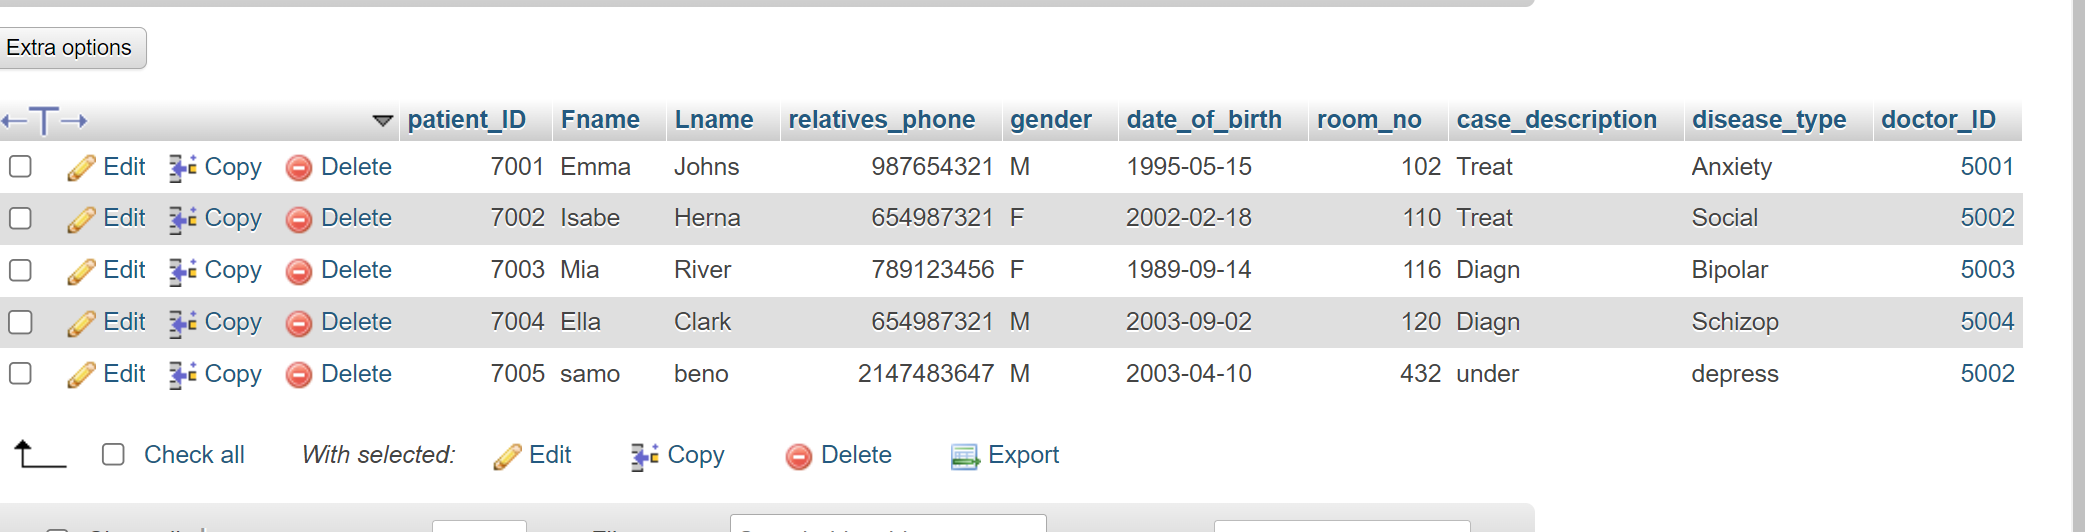 Extra options
patient_ID Fname Lname relatives_phone gender date_of_birth room_no case_description disease_type doctor_ID
Edit Copy Delete 7001 Emma Johns 987654321 M 1995-05-15 102 Treat Anxiety 5001
Edit Copy Delete 7002 Isabe Herna 654987321 F 2002-02-18 110 Treat Social 5002
Edit Copy Delete 7003 Mia River 789123456 F 1989-09-14 116 Diagn Bipolar 5003
Edit Copy Delete 7004 Ella Clark 654987321 M 2003-09-02 120 Diagn Schizop 5004
Edit Copy Delete 7005 samo beno 2147483647 M 2003-04-10 432 under depress 5002
Check all With selected: Edit Copy Delete Export